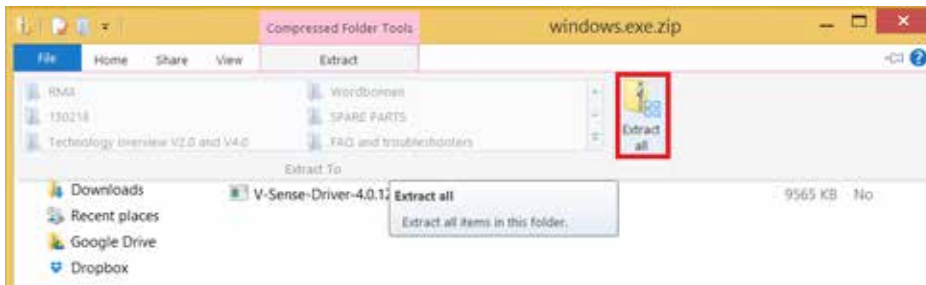 Compressed Folder Tools
windows.exe.zip
File Home Share View Extract
RMA
Wordbonnen
150218
SPARE PARTS
Technology overview V2.0 and V4.0
FAQ and troubleshooters
Extract all
Extract To
Downloads
V-Sense-Driver-4.0.12
9565 KB No
Extract all
Extract all items in this folder.
Recent places
Google Drive
Dropbox